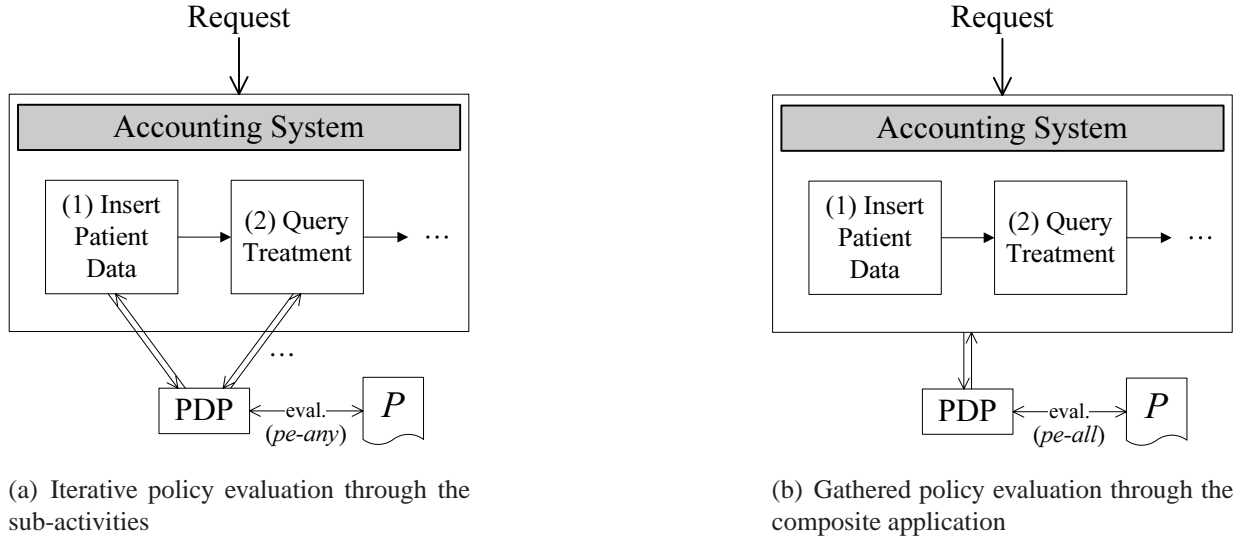 Request
Accounting System
(1) Insert
Patient
Data
(2) Query
Treatment
...
...
PDP
eval.
(pe-any)
P
(a) Iterative policy evaluation through the
sub-activities
Request
Accounting System
(1) Insert
Patient
Data
(2) Query
Treatment
...
PDP
eval.
(pe-all)
P
(b) Gathered policy evaluation through the
composite application